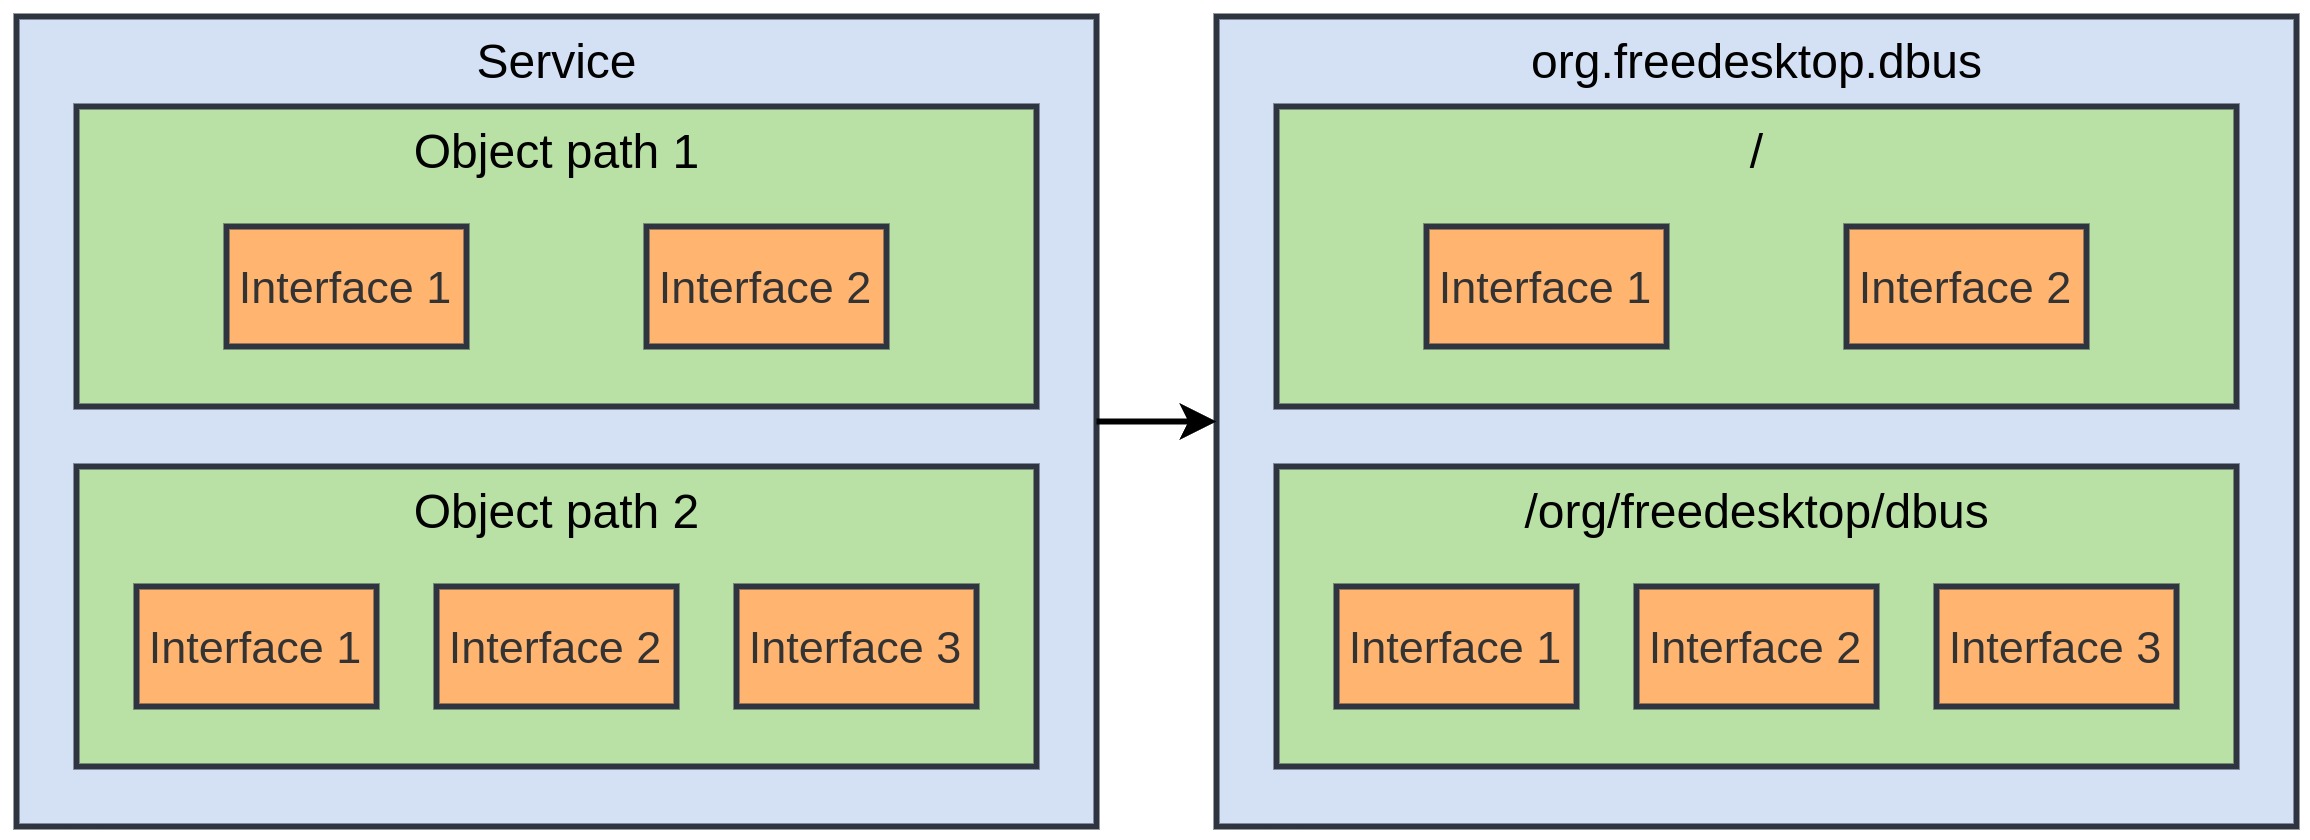 Service
Object path 1
Interface 1
Interface 2
Object path 2
Interface 1
Interface 2
Interface 3
org.freedesktop.dbus
/
Interface 1
Interface 2
/org/freedesktop/dbus
Interface 1
Interface 2
Interface 3